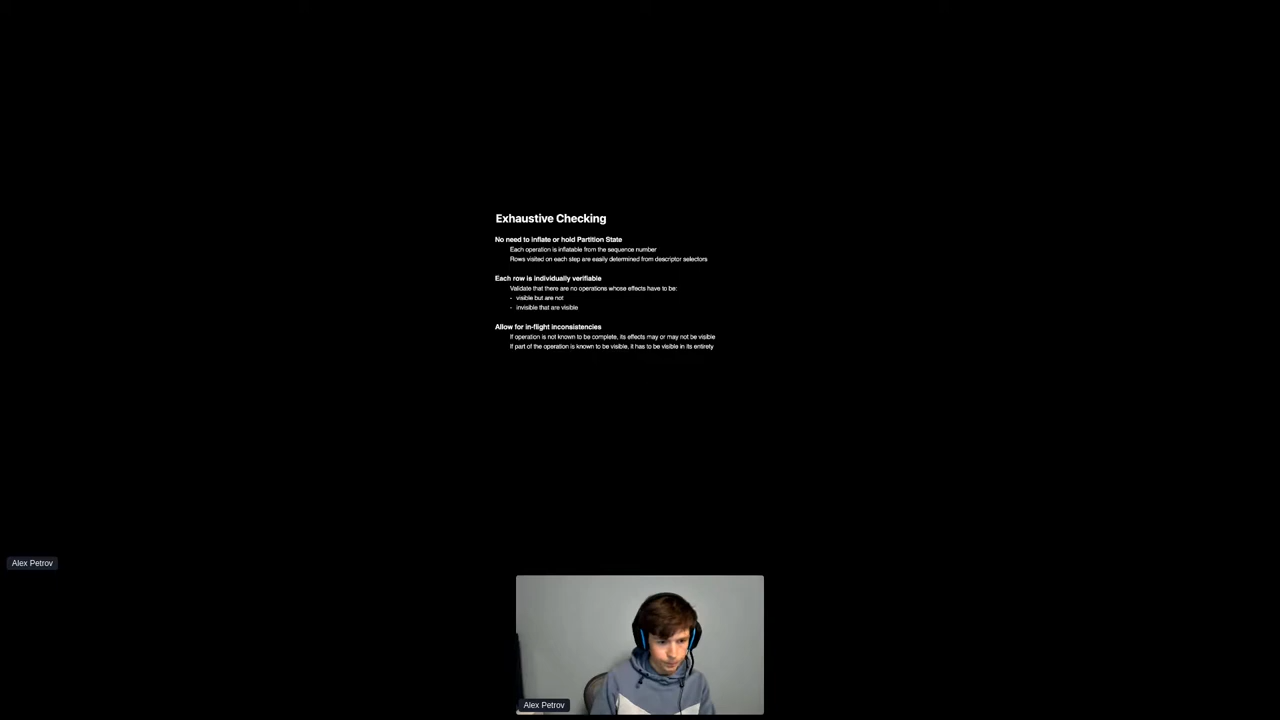 Exhaustive Checking
No need to inflate or hold Partition State
Each operation is inflatable from the sequence number
Rows visited on each step are easily determined from descriptor selectors
Each row is individually verifiable
Validate that there are no operations whose effects have to be:
- visible but are not
- invisible that are visible
Allow for in-flight inconsistencies
If operation is not known to be complete, its effects may or may not be visible
If part of the operation is known to be visible, it has to be visible in its entirety
Alex Petrov
Alex Petrov